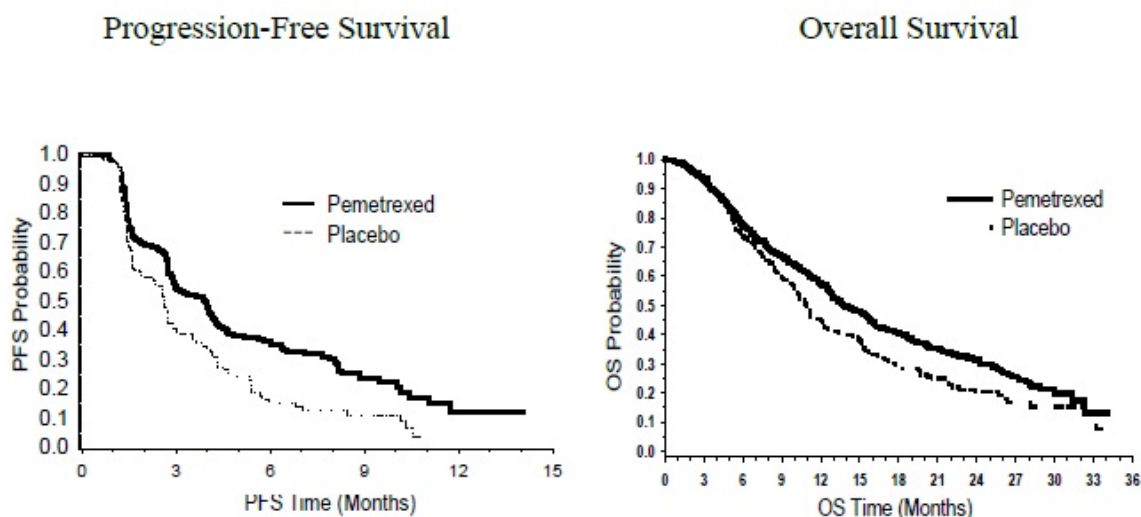 Progression-Free Survival
1.0
0.9
0.8
0.7
0.6
0.5
0.4
0.3
0.2
0.1
0.0
PFS Probability
Pemetrexed
Placebo
0 3 6 9 12 15
PFS Time (Months)
Overall Survival
1.0
0.9
0.8
0.7
0.6
0.5
0.4
0.3
0.2
0.1
0.0
OS Probability
Pemetrexed
Placebo
0 3 6 9 12 15 18 21 24 27 30 33 36
OS Time (Months)